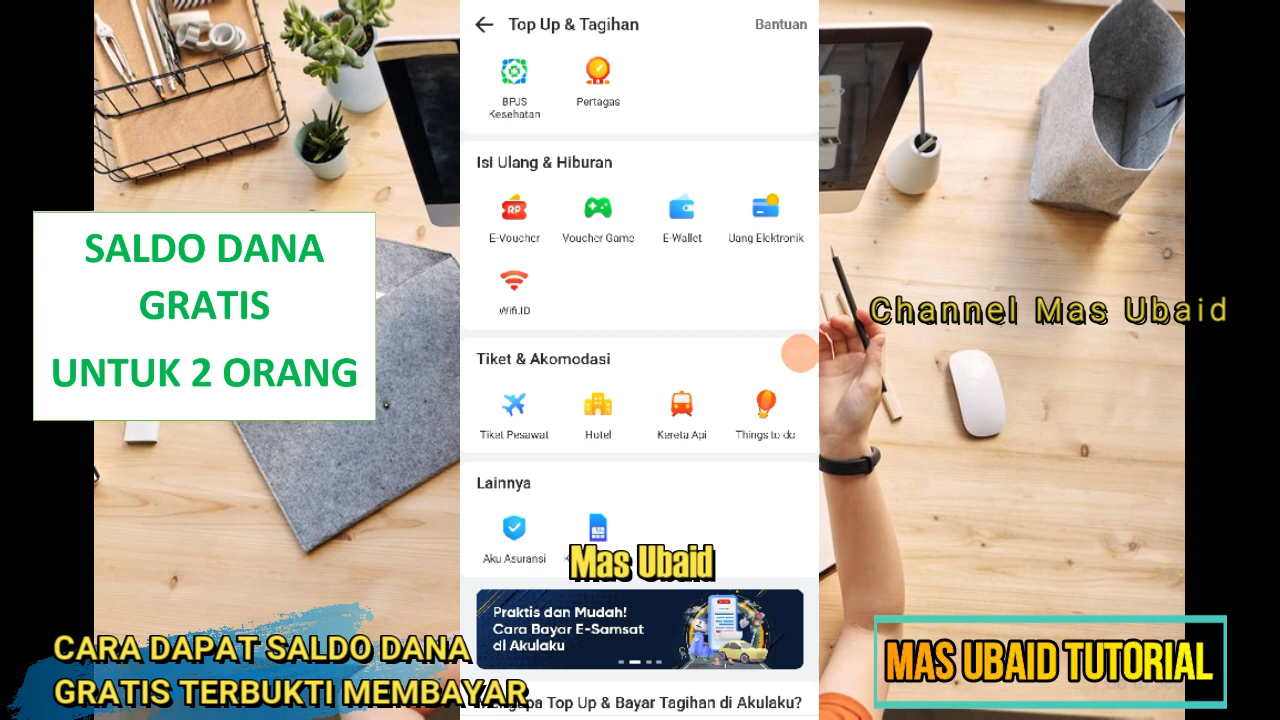 Top Up & Tagihan
Bantuan
BPJS
Kesehatan
Pertagas
Isi Ulang & Hiburan
RP
E-Voucher
Voucher Game
E-Wallet
Uang Elektronik
Wifi.ID
Tiket & Akomodasi
Tiket Pesawat
Hotel
Kereta Api
Things to do
Lainnya
Aku Asuransi
Mas Ubaid
Praktis dan Mudah!
Cara Bayar E-Samsat
di Akulaku
Top Up & Bayar Tagihan di Akulaku?
SALDO DANA
GRATIS
UNTUK 2 ORANG
CARA DAPAT SALDO DANA
GRATIS TERBUKTI MEMBAYAR
Channel Mas Ubaid
MAS UBAID TUTORIAL